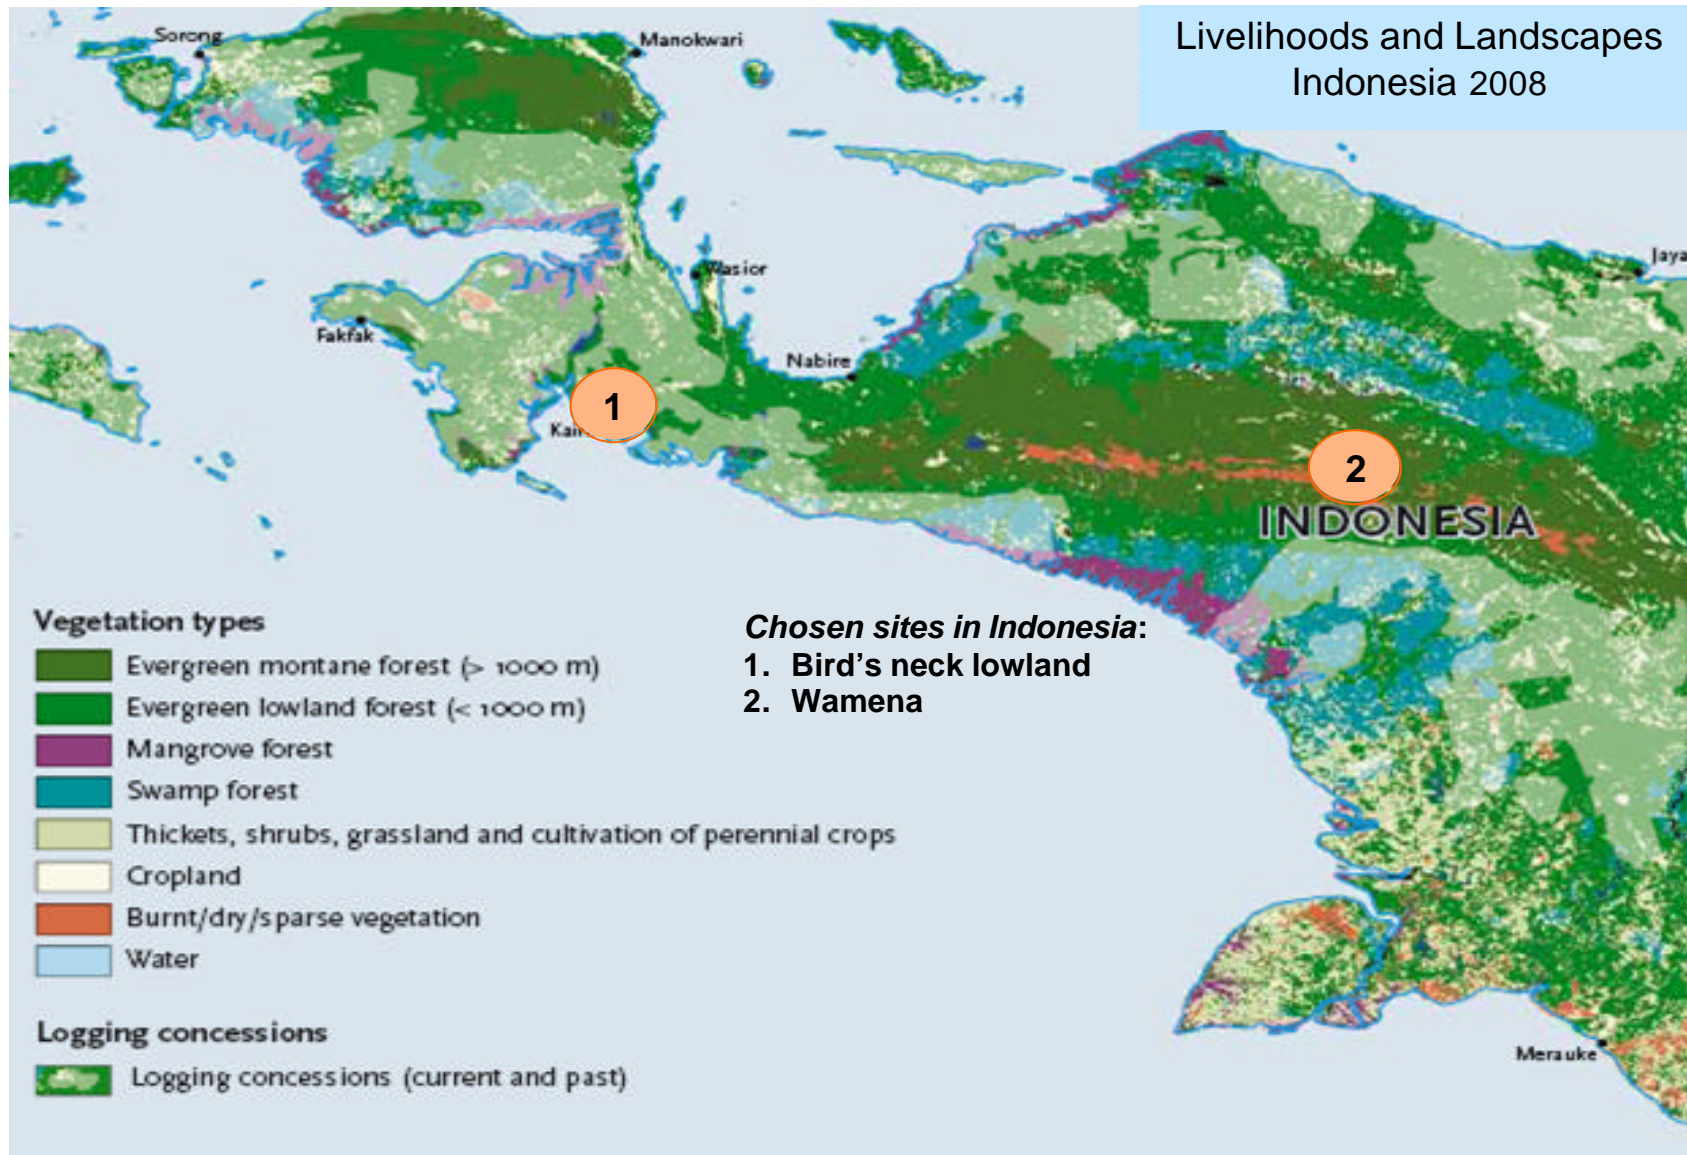 Livelihoods and Landscapes
Indonesia 2008
Sorong
Manokwari
Wasior
Jaya
Fakfak
Nabire
1
2
INDONESIA
Vegetation types
Evergreen montane forest (> 1000 m)
Evergreen lowland forest (< 1000 m)
Mangrove forest
Swamp forest
Thickets, shrubs, grassland and cultivation of perennial crops
Cropland
Burnt/dry/sparse vegetation
Water
Logging concessions
Logging concessions (current and past)
Chosen sites in Indonesia:
1. Bird's neck lowland
2. Wamena
Merauke